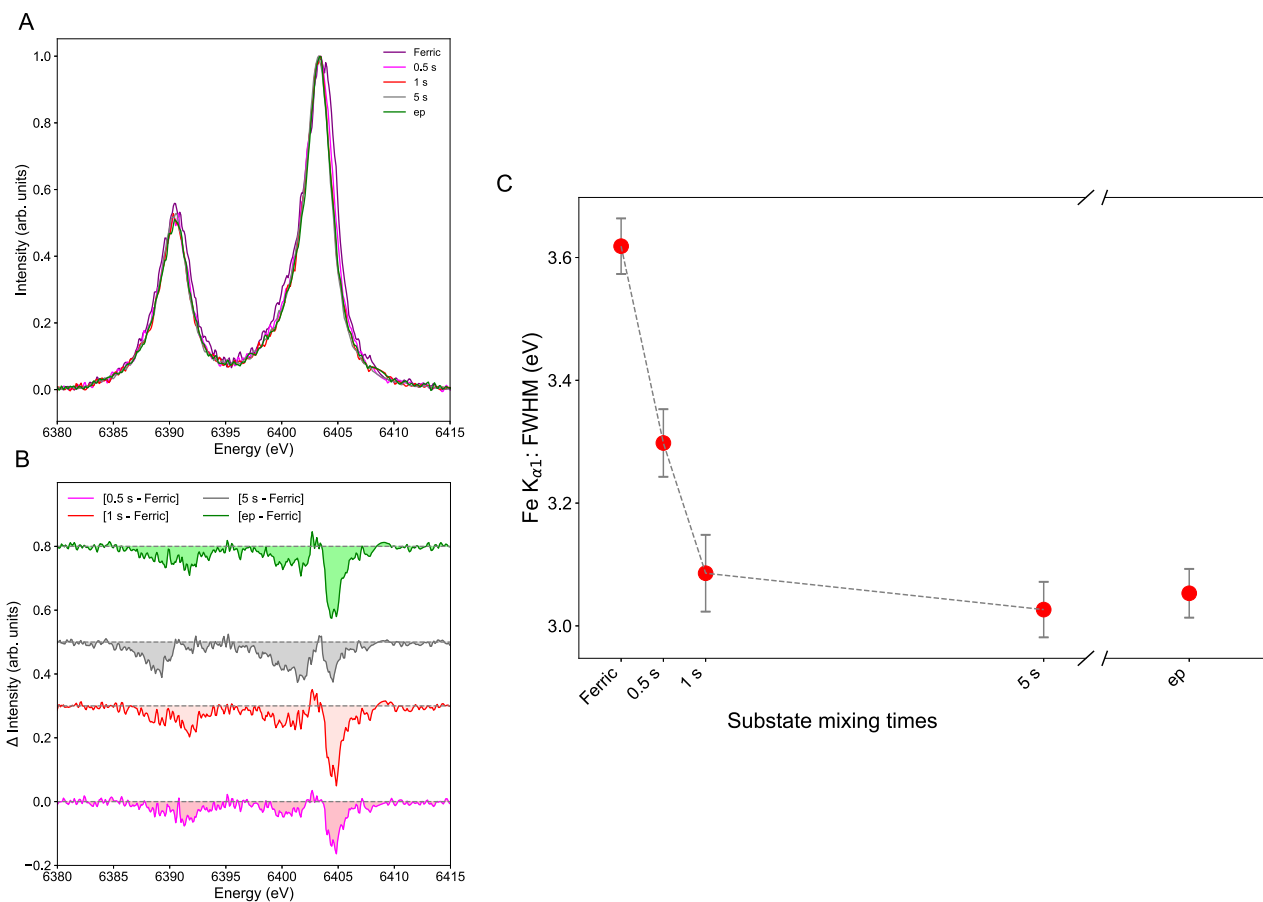 A
Intensity (arb. units)
1.0
0.8
0.6
0.4
0.2
0.0
Ferric
0.5 s
1 s
5 s
ep
6380 6385 6390 6395 6400 6405 6410 6415
Energy (eV)
B
Δ Intensity (arb. units)
[0.5 s - Ferric] [5 s - Ferric]
[1 s - Ferric] [ep - Ferric]
0.8
0.6
0.4
0.2
0.0
−0.2
6380 6385 6390 6395 6400 6405 6410 6415
Energy (eV)
C
Fe Kα1: FWHM (eV)
3.6
3.4
3.2
3.0
Ferric 0.5 s 1 s 5 s ep
Substate mixing times